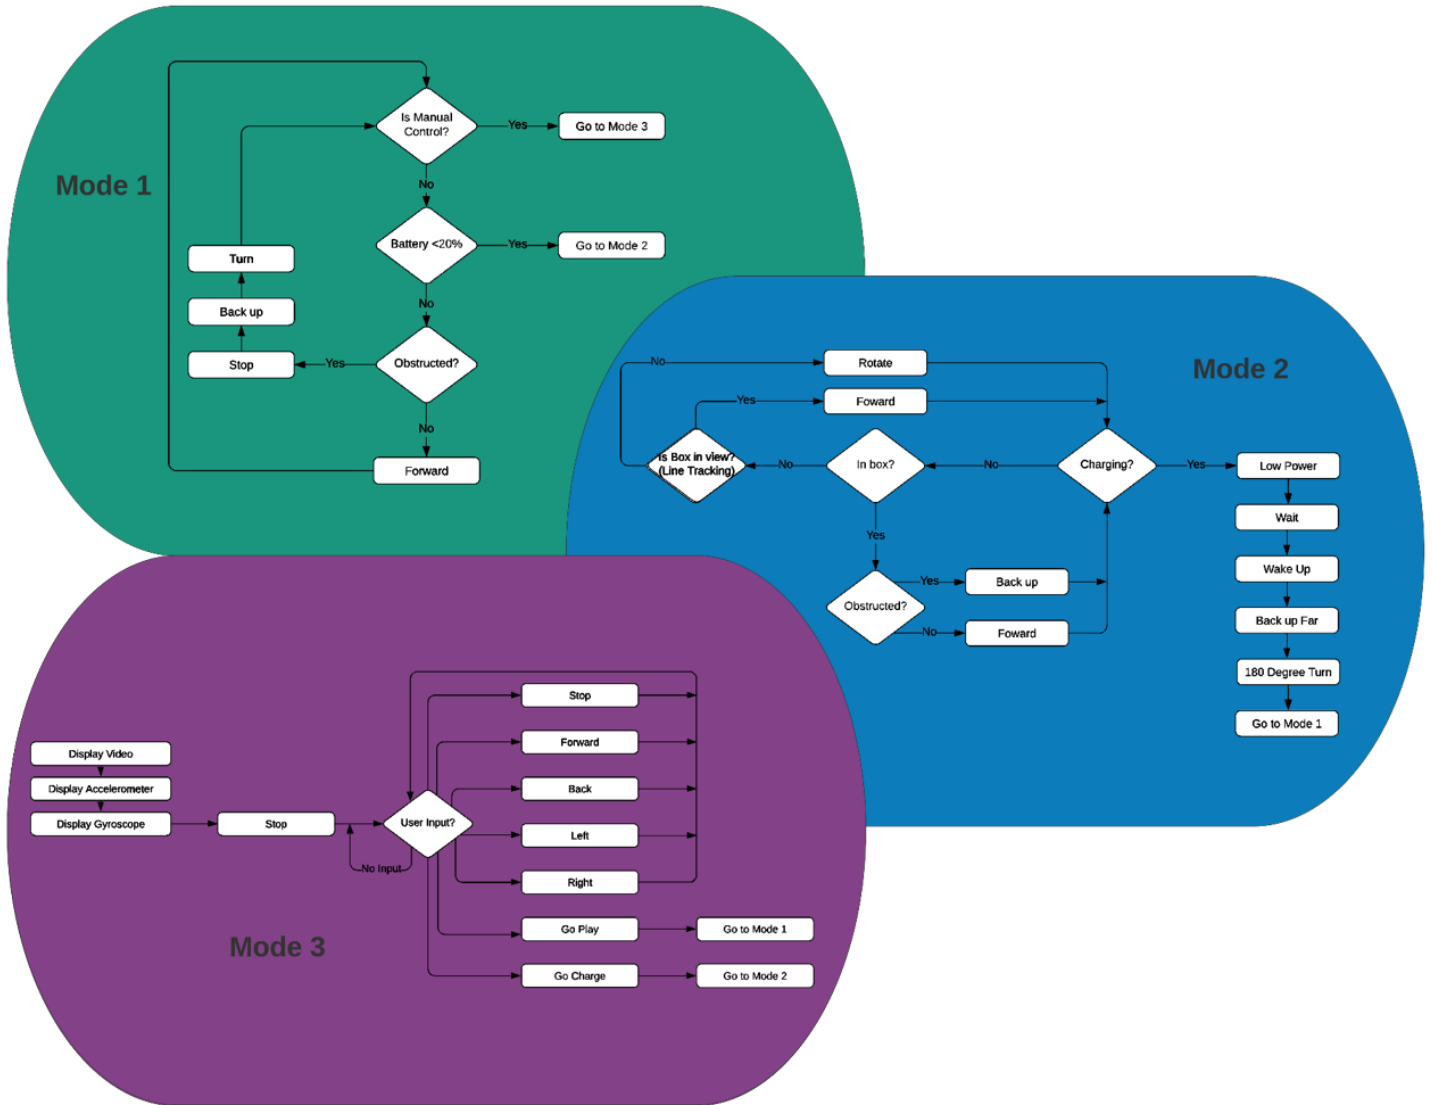 Mode 1
Is Manual
Control?
Yes
Go to Mode 3
No
Battery <20%
Yes
Go to Mode 2
No
Obstructed?
Yes
Stop
Back up
Turn
No
Forward
Mode 2
No
Rotate
Yes
Foward
Is Box in view?
(Line Tracking)
No
In box?
No
Charging?
Yes
Low Power
Wait
Wake Up
Back up Far
180 Degree Turn
Go to Mode 1
Yes
Obstructed?
Yes
Back up
No
Foward
Mode 3
Display Video
Display Accelerometer
Display Gyroscope
Stop
No Input
User Input?
Stop
Forward
Back
Left
Right
Go Play
Go to Mode 1
Go Charge
Go to Mode 2